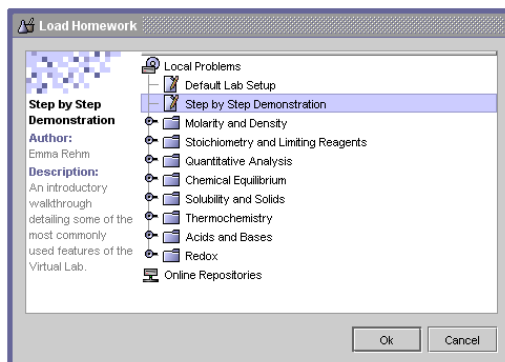 Load Homework
Step by Step
Demonstration
Author:
Emma Rehm
Description:
An introductory
walkthrough
detailing some of the
most commonly
used features of the
Virtual Lab.
Local Problems
Default Lab Setup
Step by Step Demonstration
Molarity and Density
Stoichiometry and Limiting Reagents
Quantitative Analysis
Chemical Equilibrium
Solubility and Solids
Thermochemistry
Acids and Bases
Redox
Online Repositories
Ok
Cancel